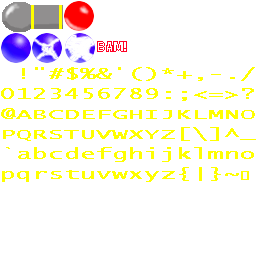 BAM!
!"#$%&'()*+,-./
0123456789:;<=>?
@ABCDEFGHIJKLMNO
PQRSTUVWXYZ[\]^_
`abcdefghijklmno
pqrstuvwxyz{|}~▯